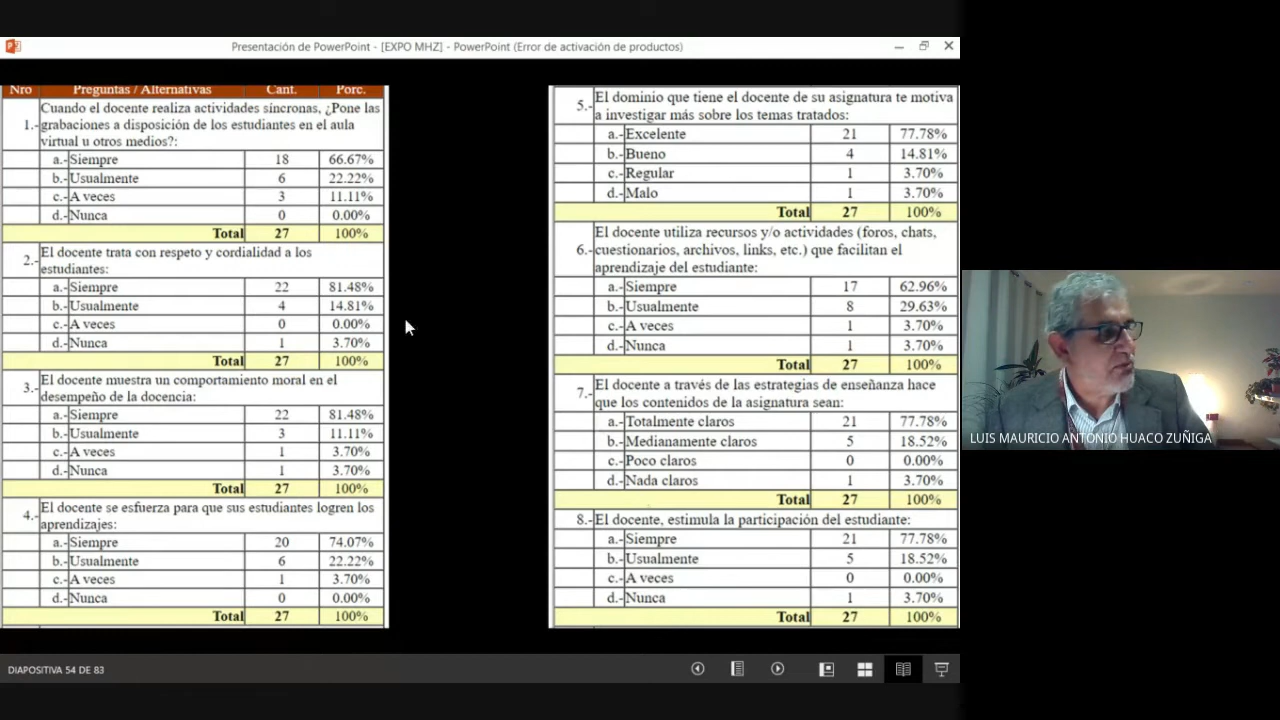 Presentación de PowerPoint - [EXPO MHZ] - PowerPoint (Error de activación de productos)
Nro Preguntas / Alternativas Cant. Porc.
1.- Cuando el docente realiza actividades síncronas, ¿Pone las
grabaciones a disposición de los estudiantes en el aula
virtual u otros medios?:
a.- Siempre 18 66.67%
b.- Usualmente 6 22.22%
c.- A veces 3 11.11%
d.- Nunca 0 0.00%
Total 27 100%
2.- El docente trata con respeto y cordialidad a los
estudiantes:
a.- Siempre 22 81.48%
b.- Usualmente 4 14.81%
c.- A veces 0 0.00%
d.- Nunca 1 3.70%
Total 27 100%
3.- El docente muestra un comportamiento moral en el
desempeño de la docencia:
a.- Siempre 22 81.48%
b.- Usualmente 3 11.11%
c.- A veces 1 3.70%
d.- Nunca 1 3.70%
Total 27 100%
4.- El docente se esfuerza para que sus estudiantes logren los
aprendizajes:
a.- Siempre 20 74.07%
b.- Usualmente 6 22.22%
c.- A veces 1 3.70%
d.- Nunca 0 0.00%
Total 27 100%
5.- El dominio que tiene el docente de su asignatura te motiva
a investigar más sobre los temas tratados:
a.- Excelente 21 77.78%
b.- Bueno 4 14.81%
c.- Regular 1 3.70%
d.- Malo 1 3.70%
Total 27 100%
6.- El docente utiliza recursos y/o actividades (foros, chats,
cuestionarios, archivos, links, etc.) que facilitan el
aprendizaje del estudiante:
a.- Siempre 17 62.96%
b.- Usualmente 8 29.63%
c.- A veces 1 3.70%
d.- Nunca 1 3.70%
Total 27 100%
7.- El docente a través de las estrategias de enseñanza hace
que los contenidos de la asignatura sean:
a.- Totalmente claros 21 77.78%
b.- Medianamente claros 5 18.52%
c.- Poco claros 0 0.00%
d.- Nada claros 1 3.70%
Total 27 100%
8.- El docente, estimula la participación del estudiante:
a.- Siempre 21 77.78%
b.- Usualmente 5 18.52%
c.- A veces 0 0.00%
d.- Nunca 1 3.70%
Total 27 100%
LUIS MAURICIO ANTONIO HUACO ZUÑIGA
DIAPOSITIVA 54 DE 83